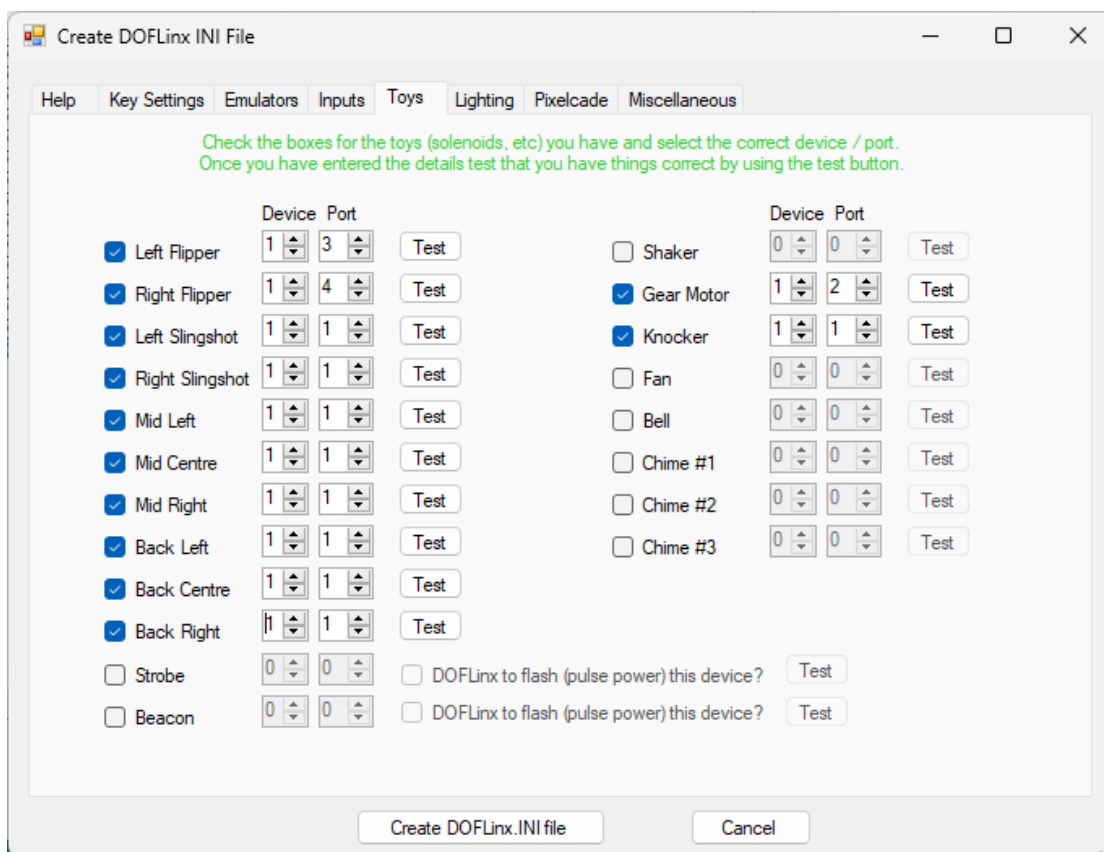 Create DOFLinx INI File
Help Key Settings Emulators Inputs Toys Lighting Pixelcade Miscellaneous
Check the boxes for the toys (solenoids, etc) you have and select the correct device / port.
Once you have entered the details test that you have things correct by using the test button.
Device Port Device Port
Left Flipper 1 3 Test Shaker 0 0 Test
Right Flipper 1 4 Test Gear Motor 1 2 Test
Left Slingshot 1 1 Test Knocker 1 1 Test
Right Slingshot 1 1 Test Fan 0 0 Test
Mid Left 1 1 Test Bell 0 0 Test
Mid Centre 1 1 Test Chime #1 0 0 Test
Mid Right 1 1 Test Chime #2 0 0 Test
Back Left 1 1 Test Chime #3 0 0 Test
Back Centre 1 1 Test
Back Right 1 1 Test
Strobe 0 0 DOFLinx to flash (pulse power) this device? Test
Beacon 0 0 DOFLinx to flash (pulse power) this device? Test
Create DOFLinx.INI file Cancel